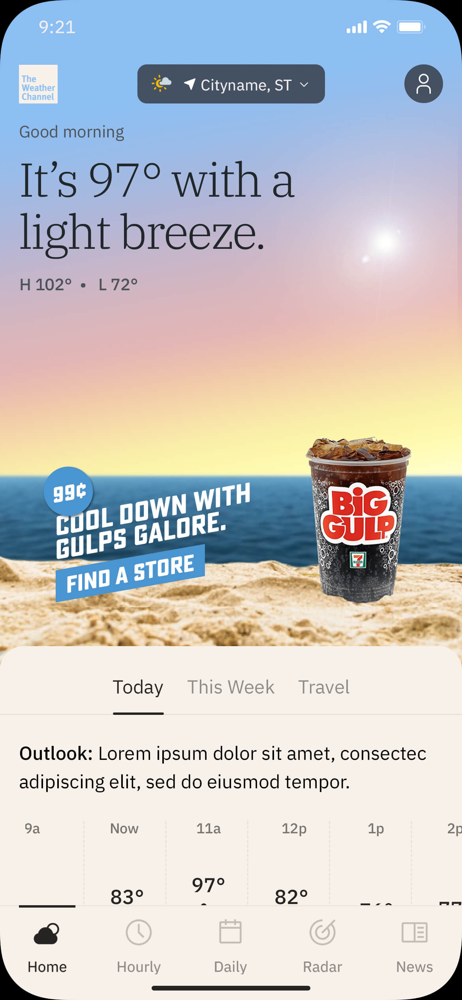 9:21
The
Weather
Channel
Cityname, ST
Good morning
It’s 97° with a
light breeze.
H 102° • L 72°
99¢
COOL DOWN WITH
GULPS GALORE.
FIND A STORE
BIG
GULP
7
ELEVEN
Today This Week Travel
Outlook: Lorem ipsum dolor sit amet, consectec
adipiscing elit, sed do eiusmod tempor.
9a Now 11a 12p 1p 2p
97°
83° 82°
Home Hourly Daily Radar News